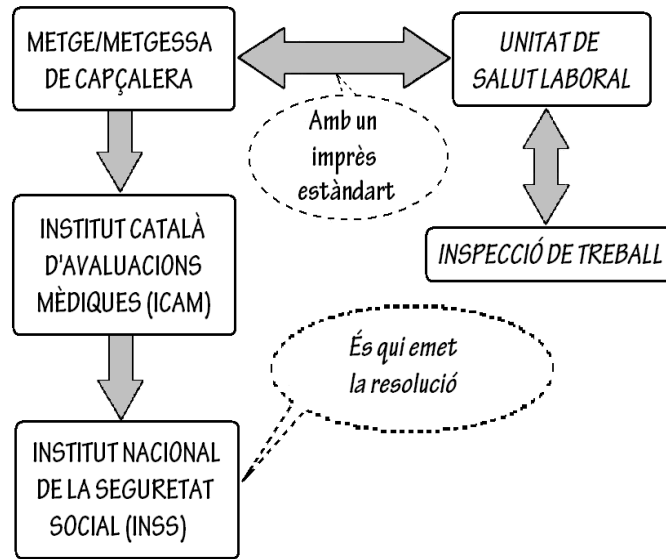 METGE/METGESSA
DE CAPÇALERA
UNITAT DE
SALUT LABORAL
Amb un
imprès
estàndart
INSTITUT CATALÀ
D'AVALUACIONS
MÈDIQUES (ICAM)
INSPECCIÓ DE TREBALL
És qui emet
la resolució
INSTITUT NACIONAL
DE LA SEGURETAT
SOCIAL (INSS)